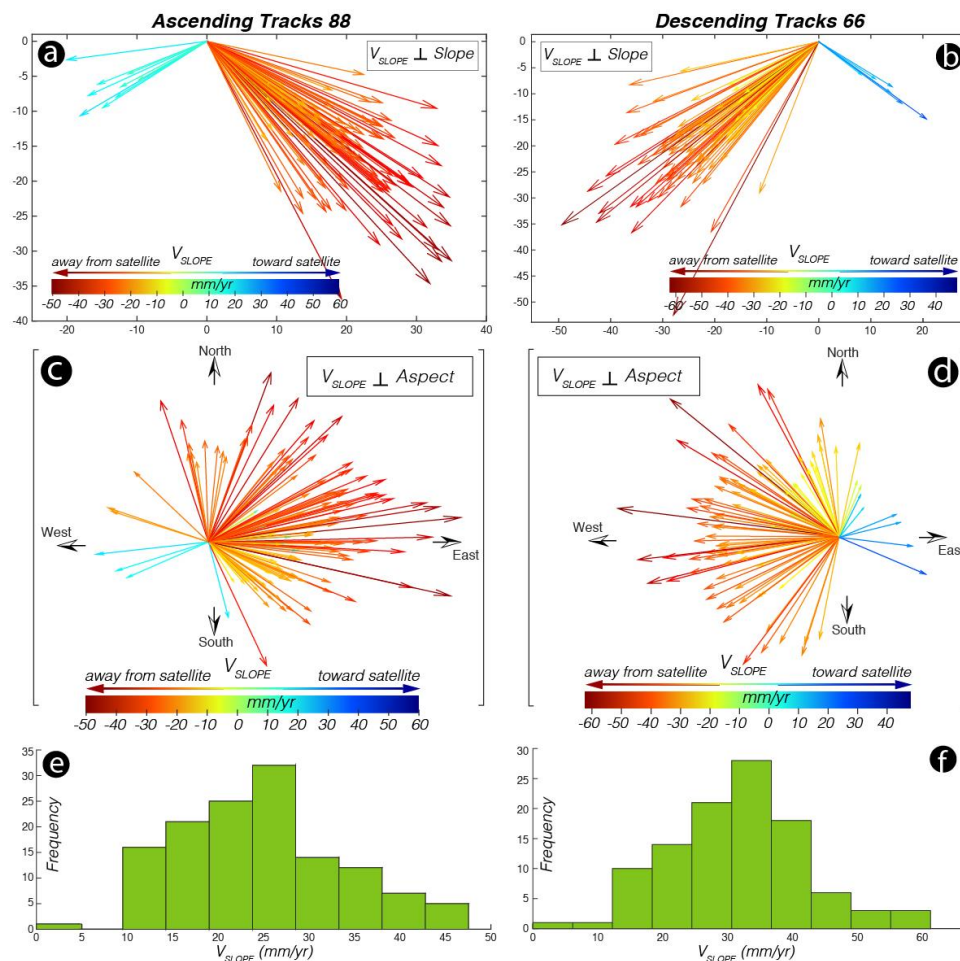 Ascending Tracks 88
Descending Tracks 66
a
V_SLOPE ⊥ Slope
0
-5
-10
-15
-20
-25
-30
-35
-40
-20 -10 0 10 20 30 40
V_SLOPE
away from satellite toward satellite
mm/yr
-50 -40 -30 -20 -10 0 10 20 30 40 50 60
b
V_SLOPE ⊥ Slope
0
-5
-10
-15
-20
-25
-30
-35
-40
-45
-50
-50 -40 -30 -20 -10 0 10 20
V_SLOPE
away from satellite toward satellite
mm/yr
-60 -50 -40 -30 -20 -10 0 10 20 30 40
c
North
V_SLOPE ⊥ Aspect
West
East
South
V_SLOPE
away from satellite toward satellite
mm/yr
-50 -40 -30 -20 -10 0 10 20 30 40 50 60
d
V_SLOPE ⊥ Aspect
North
West
East
South
V_SLOPE
away from satellite toward satellite
mm/yr
-60 -50 -40 -30 -20 -10 0 10 20 30 40
e
Frequency
35
30
25
20
15
10
5
0
0 5 10 15 20 25 30 35 40 45 50
V_SLOPE (mm/yr)
f
Frequency
30
25
20
15
10
5
0
0 10 20 30 40 50 60
V_SLOPE (mm/yr)